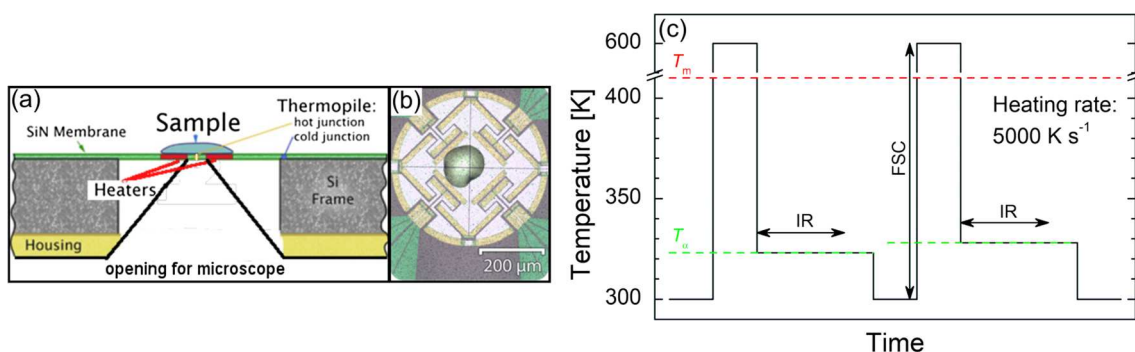 (a)
SiN Membrane
Sample
Thermopile:
hot junction
cold junction
Heaters
Si
Frame
Housing
opening for microscope
(b)
200 µm
(c)
600
400
350
300
Temperature [K]
Tm
Tα
IR
FSC
IR
Heating rate:
5000 K s-1
Time